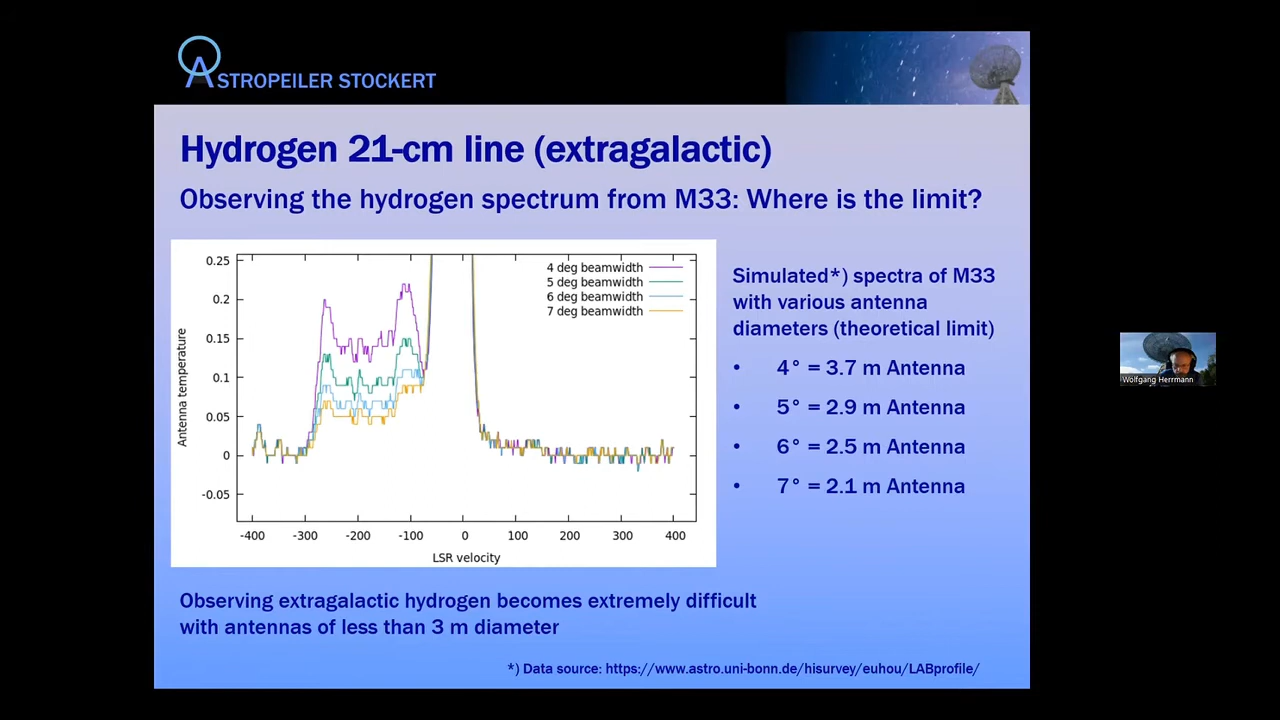 ASTROPEILER STOCKERT
Hydrogen 21-cm line (extragalactic)
Observing the hydrogen spectrum from M33: Where is the limit?
0.25
0.2
0.15
0.1
0.05
0
-0.05
Antenna temperature
4 deg beamwidth
5 deg beamwidth
6 deg beamwidth
7 deg beamwidth
-400 -300 -200 -100 0 100 200 300 400
LSR velocity
Simulated*) spectra of M33
with various antenna
diameters (theoretical limit)
• 4° = 3.7 m Antenna
• 5° = 2.9 m Antenna
• 6° = 2.5 m Antenna
• 7° = 2.1 m Antenna
Wolfgang Herrmann
Observing extragalactic hydrogen becomes extremely difficult
with antennas of less than 3 m diameter
*) Data source: https://www.astro.uni-bonn.de/hisurvey/euhou/LABprofile/